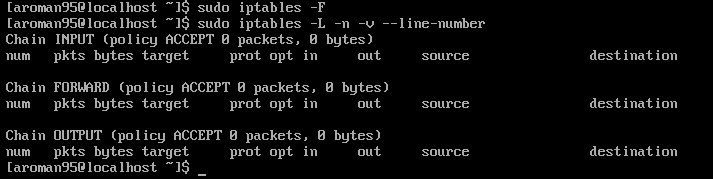 [aroman95@localhost ~]$ sudo iptables -F
[aroman95@localhost ~]$ sudo iptables -L -n -v --line-number
Chain INPUT (policy ACCEPT 0 packets, 0 bytes)
num   pkts bytes target     prot opt in     out     source               destination

Chain FORWARD (policy ACCEPT 0 packets, 0 bytes)
num   pkts bytes target     prot opt in     out     source               destination

Chain OUTPUT (policy ACCEPT 0 packets, 0 bytes)
num   pkts bytes target     prot opt in     out     source               destination
[aroman95@localhost ~]$ _